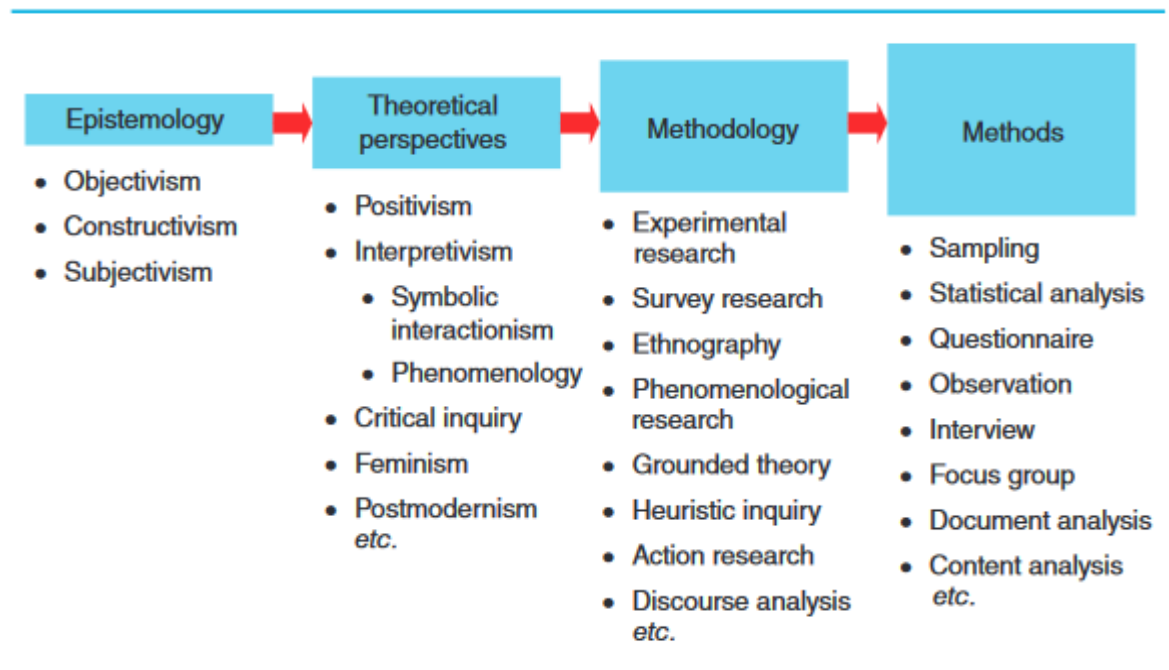 Epistemology
• Objectivism
• Constructivism
• Subjectivism
Theoretical
perspectives
• Positivism
• Interpretivism
• Symbolic
interactionism
• Phenomenology
• Critical inquiry
• Feminism
• Postmodernism
etc.
Methodology
• Experimental
research
• Survey research
• Ethnography
• Phenomenological
research
• Grounded theory
• Heuristic inquiry
• Action research
• Discourse analysis
etc.
Methods
• Sampling
• Statistical analysis
• Questionnaire
• Observation
• Interview
• Focus group
• Document analysis
• Content analysis
etc.